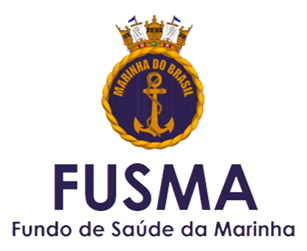 MARINHA DO BRASIL
FUSMA
Fundo de Saúde da Marinha